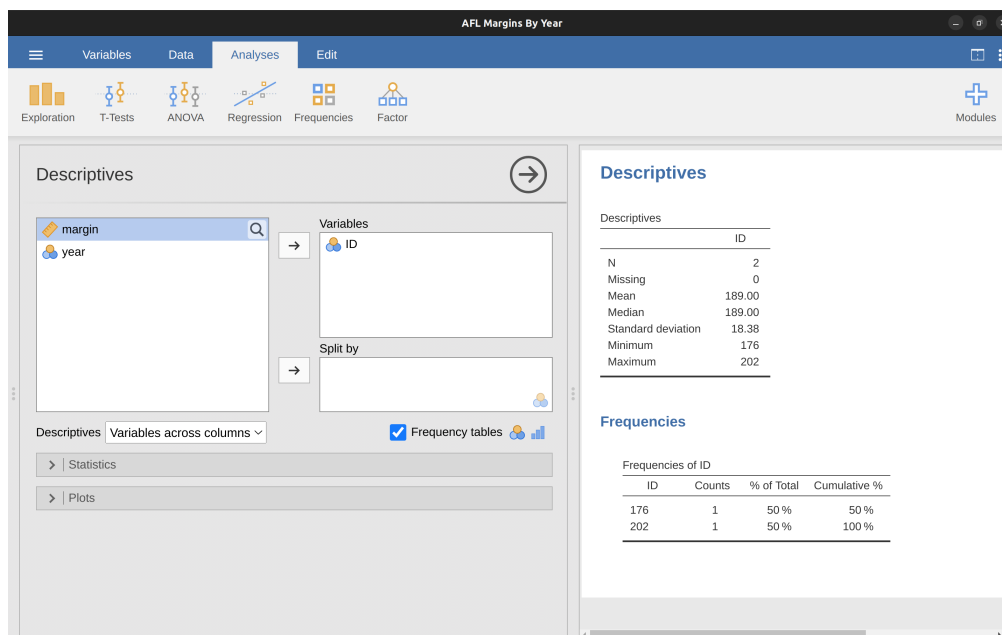 AFL Margins By Year
Variables Data Analyses Edit
Exploration T-Tests ANOVA Regression Frequencies Factor Modules
Descriptives
margin
year
Variables
ID
Split by
Descriptives Variables across columns Frequency tables
Statistics
Plots
Descriptives
Descriptives
ID
N 2
Missing 0
Mean 189.00
Median 189.00
Standard deviation 18.38
Minimum 176
Maximum 202
Frequencies
Frequencies of ID
ID Counts % of Total Cumulative %
176 1 50 % 50 %
202 1 50 % 100 %